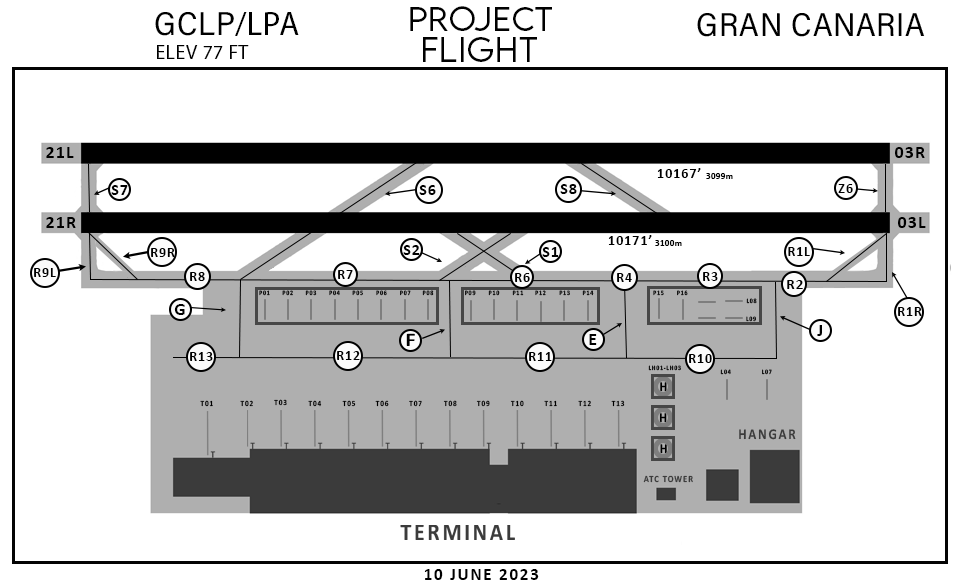 GCLP/LPA
ELEV 77 FT
PROJECT
FLIGHT
GRAN CANARIA
21L
03R
10167’ 3099m
S7
S6
S8
Z6
21R
03L
10171’ 3100m
R9L
R9R
S2
S1
R1L
R8
R7
R6
R4
R3
R2
R1R
P01 P02 P03 P04 P05 P06 P07 P08
P09 P10 P11 P12 P13 P14
P15 P16
L08
L09
G
F
E
J
R13
R12
R11
R10
LH01-LH05
L04
L07
H
H
H
T01 T02 T03 T04 T05 T06 T07 T08 T09 T10 T11 T12 T13
HANGAR
ATC TOWER
TERMINAL
10 JUNE 2023